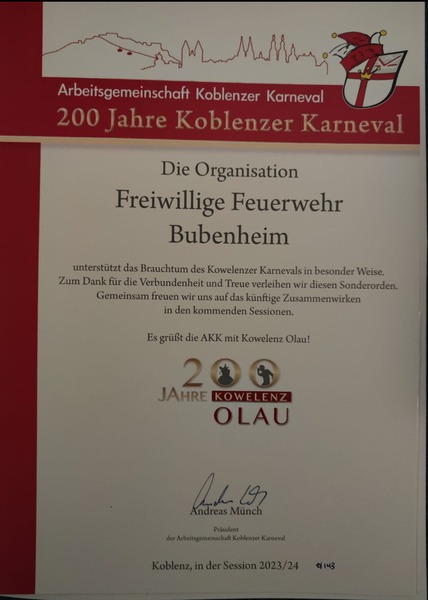 Arbeitsgemeinschaft Koblenzer Karneval
200 Jahre Koblenzer Karneval
Die Organisation
Freiwillige Feuerwehr
Bubenheim
unterstützt das Brauchtum des Kowelenzer Karnevals in besonder Weise.
Zum Dank für die Verbundenheit und Treue verleihen wir diesen Sonderorden.
Gemeinsam freuen wir uns auf das künftige Zusammenwirken
in den kommenden Sessionen.
Es grüßt die AKK mit Kowelenz Olau!
200
JAHRE KOWELENZ
OLAU
Andreas Münch
Präsident
der Arbeitsgemeinschaft Koblenzer Karneval
Koblenz, in der Session 2023/24 #143